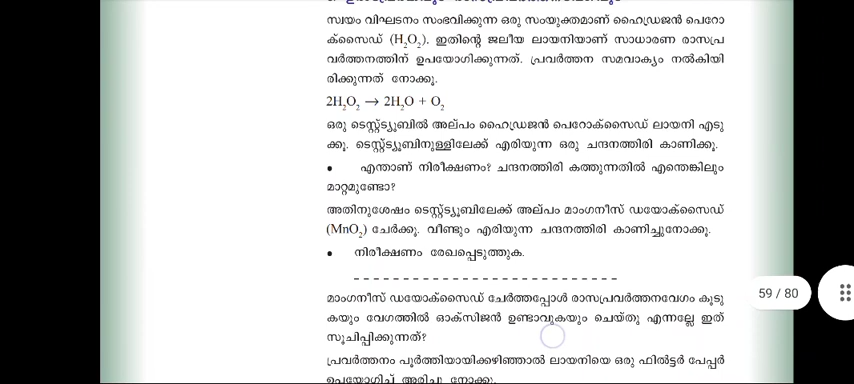 സ്വയം വിഘടനം സംഭവിക്കുന്ന ഒരു സംയുക്തമാണ് ഹൈഡ്രജൻ പെറോ
ക്സൈഡ് (H₂O₂). ഇതിന്റെ ജലീയ ലായനിയാണ് സാധാരണ രാസപ്ര
വർത്തനത്തിന് ഉപയോഗിക്കുന്നത്. പ്രവർത്തന സമവാക്യം നൽകിയി
രിക്കുന്നത് നോക്കൂ.
2H₂O₂ → 2H₂O + O₂
ഒരു ടെസ്റ്റ്ട്യൂബിൽ അല്പം ഹൈഡ്രജൻ പെറോക്സൈഡ് ലായനി എടു
ക്കൂ. ടെസ്റ്റ്ട്യൂബിനുള്ളിലേക്ക് എരിയുന്ന ഒരു ചന്ദനത്തിരി കാണിക്കൂ.
• എന്താണ് നിരീക്ഷണം? ചന്ദനത്തിരി കത്തുന്നതിൽ എന്തെങ്കിലും
മാറ്റമുണ്ടോ?
അതിനുശേഷം ടെസ്റ്റ്ട്യൂബിലേക്ക് അല്പം മാംഗനീസ് ഡയോക്സൈഡ്
(MnO₂) ചേർക്കൂ. വീണ്ടും എരിയുന്ന ചന്ദനത്തിരി കാണിച്ചുനോക്കൂ.
• നിരീക്ഷണം രേഖപ്പെടുത്തുക.
59 / 80
മാംഗനീസ് ഡയോക്സൈഡ് ചേർത്തപ്പോൾ രാസപ്രവർത്തനവേഗം കൂടു
കയും വേഗത്തിൽ ഓക്സിജൻ ഉണ്ടാവുകയും ചെയ്തു എന്നല്ലേ ഇത്
സൂചിപ്പിക്കുന്നത്?
പ്രവർത്തനം പൂർത്തിയായിക്കഴിഞ്ഞാൽ ലായനിയെ ഒരു ഫിൽട്ടർ പേപ്പർ
ഉപയോഗിച്ച് അരിച്ചു നോക്കൂ.